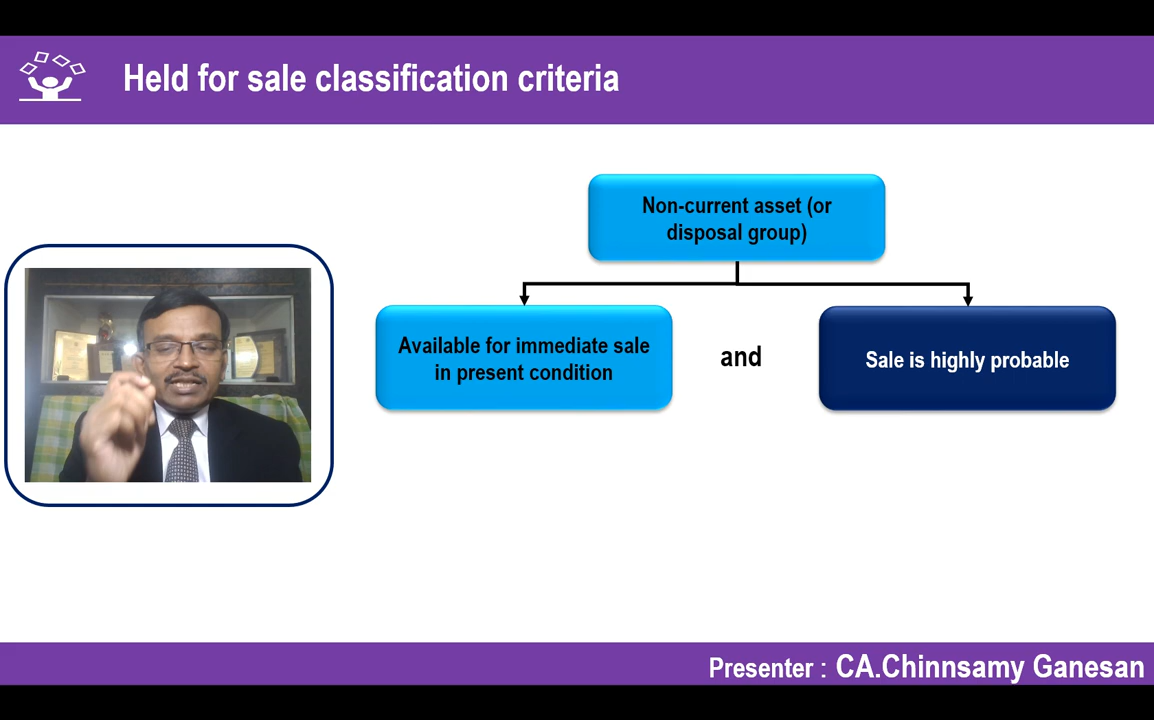 Held for sale classification criteria
Non-current asset (or
disposal group)
Available for immediate sale
in present condition
and
Sale is highly probable
Presenter : CA.Chinnsamy Ganesan